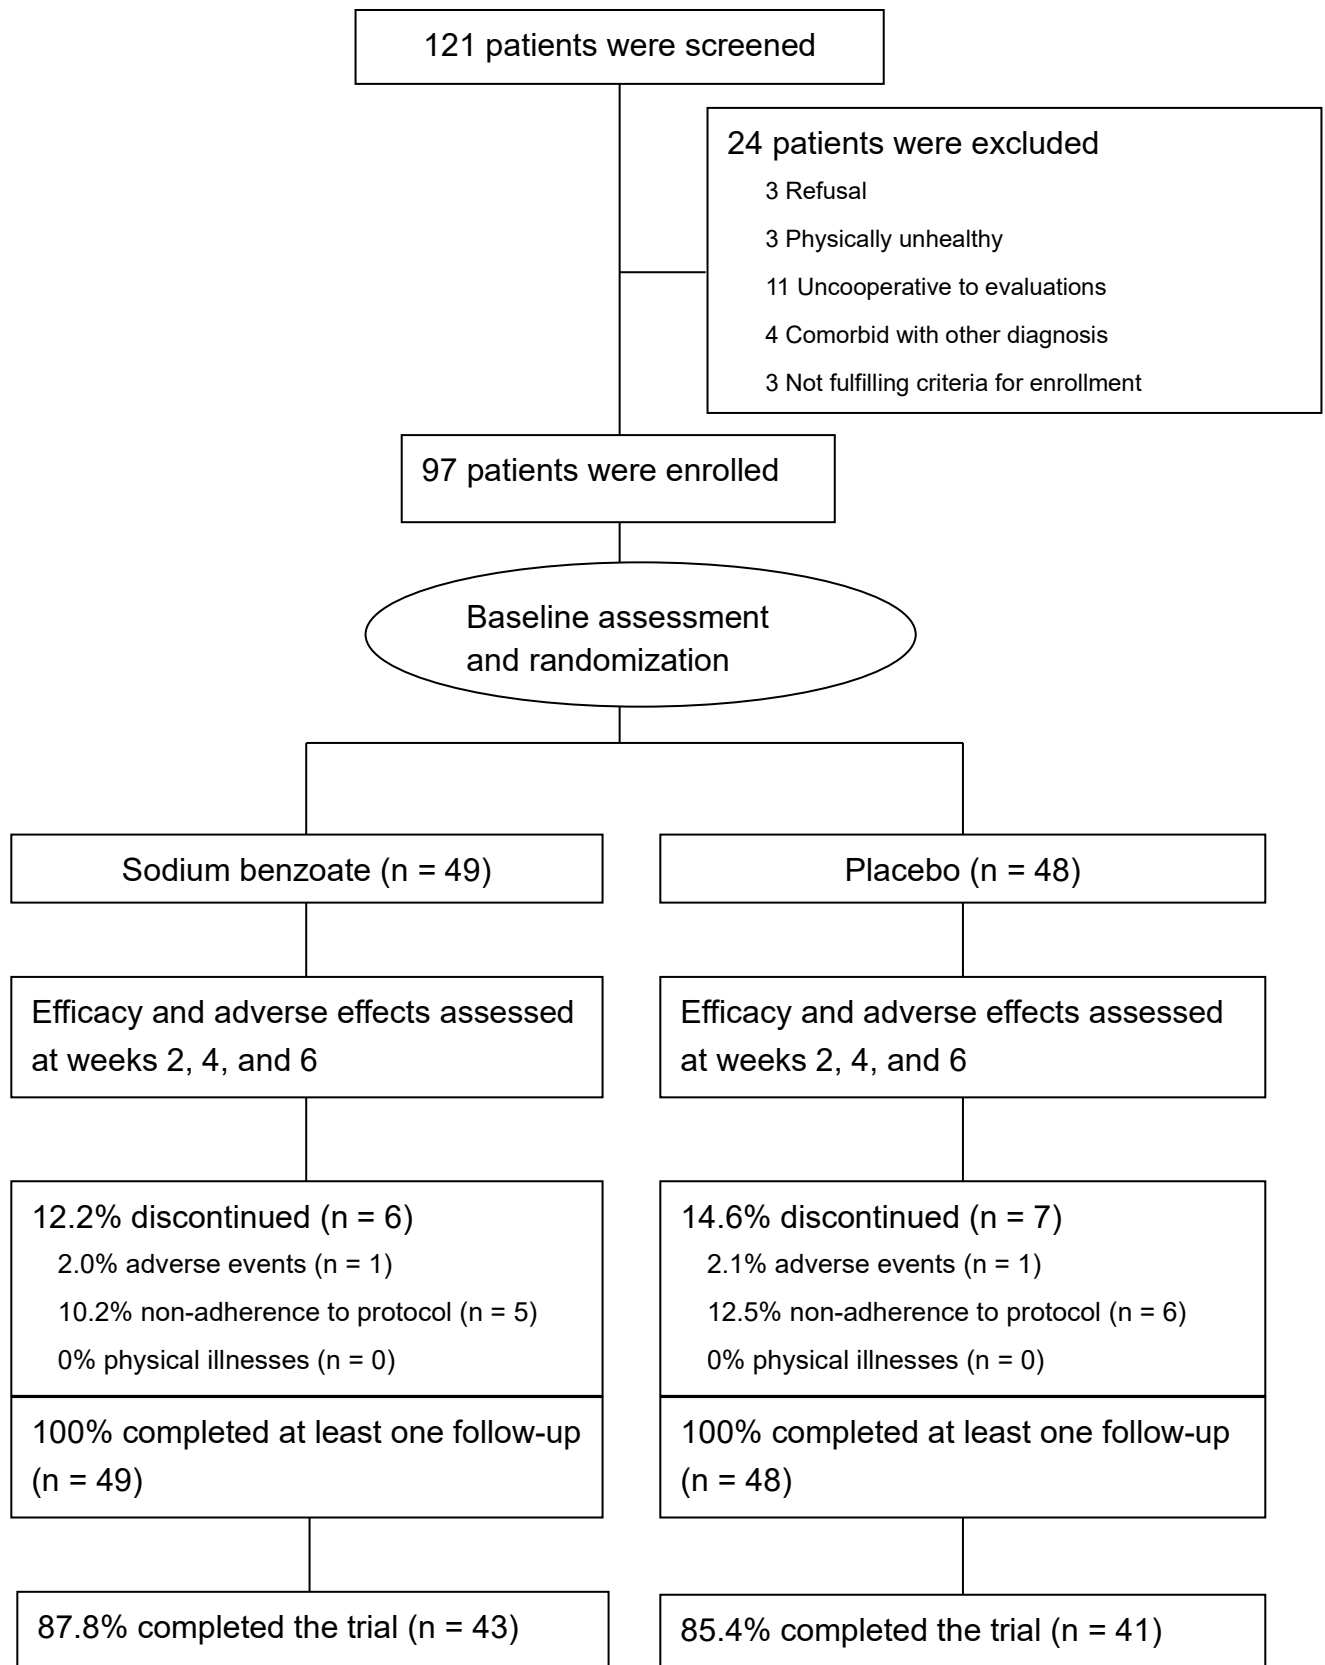 121 patients were screened
24 patients were excluded
3 Refusal
3 Physically unhealthy
11 Uncooperative to evaluations
4 Comorbid with other diagnosis
3 Not fulfilling criteria for enrollment
97 patients were enrolled
Baseline assessment
and randomization
Sodium benzoate (n = 49)
Placebo (n = 48)
Efficacy and adverse effects assessed
at weeks 2, 4, and 6
Efficacy and adverse effects assessed
at weeks 2, 4, and 6
12.2% discontinued (n = 6)
2.0% adverse events (n = 1)
10.2% non-adherence to protocol (n = 5)
0% physical illnesses (n = 0)
14.6% discontinued (n = 7)
2.1% adverse events (n = 1)
12.5% non-adherence to protocol (n = 6)
0% physical illnesses (n = 0)
100% completed at least one follow-up
(n = 49)
100% completed at least one follow-up
(n = 48)
87.8% completed the trial (n = 43)
85.4% completed the trial (n = 41)